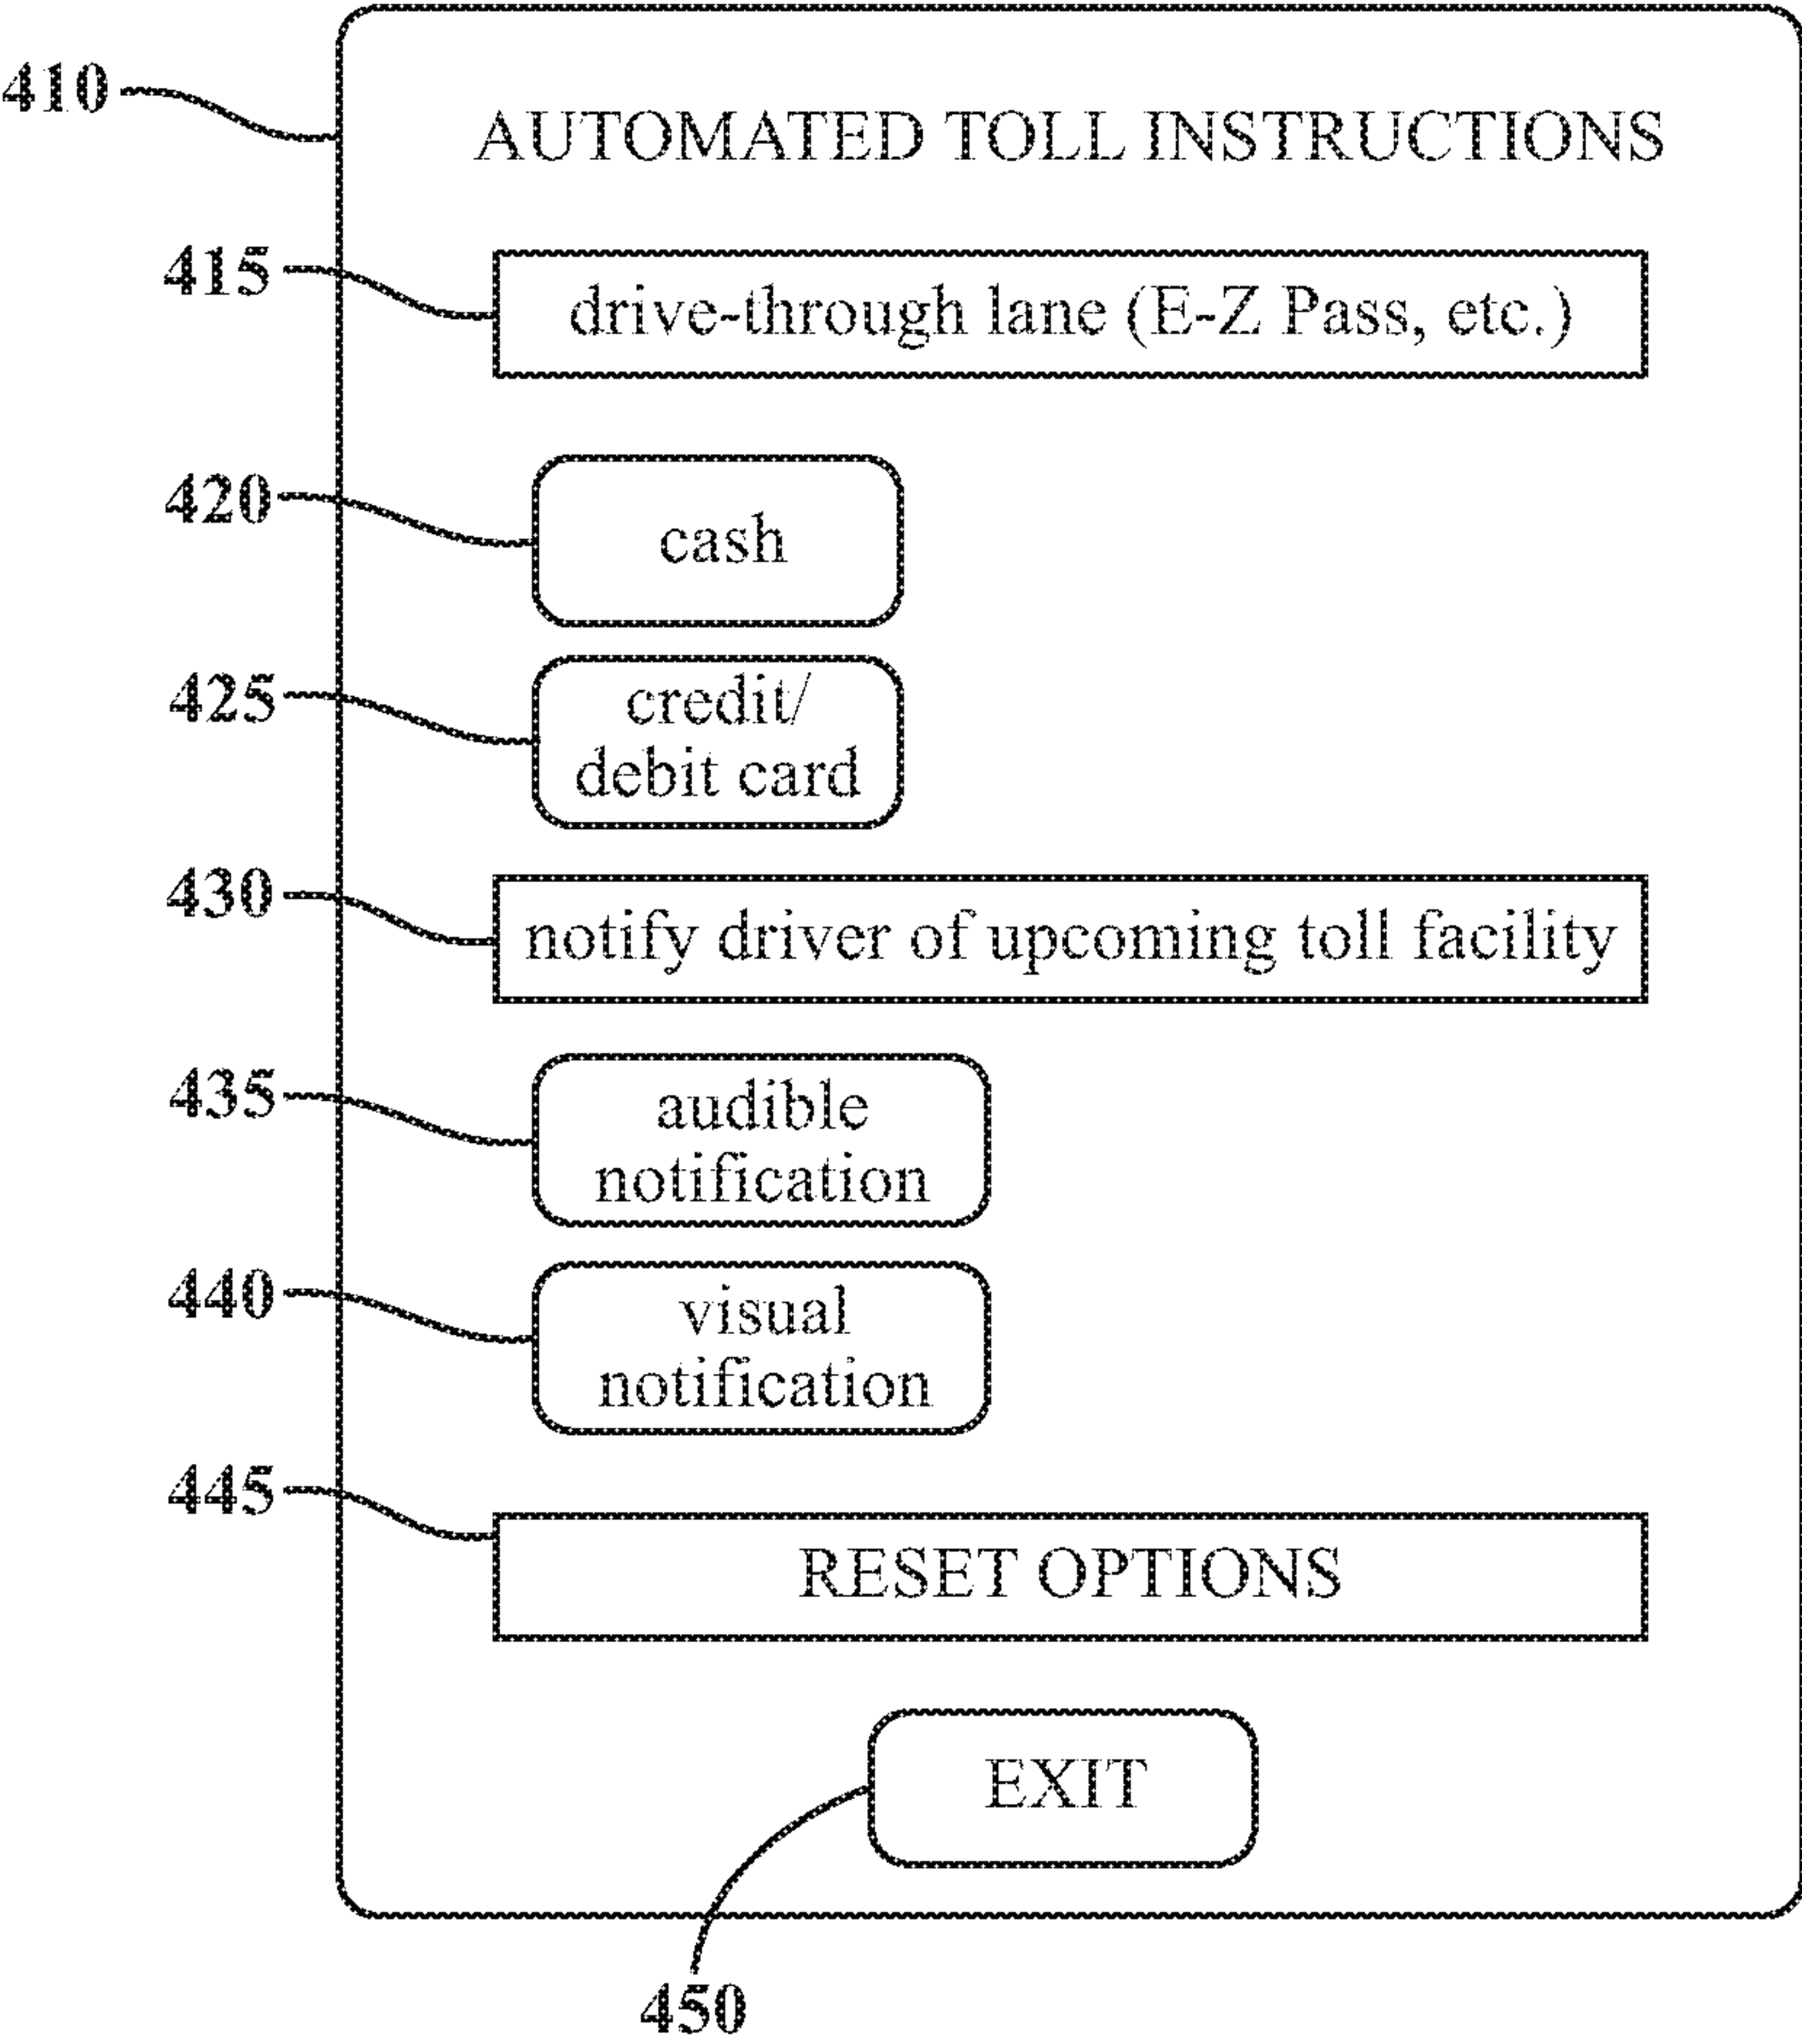 410
AUTOMATED TOLL INSTRUCTIONS
415
drive-through lane (E-Z Pass, etc.)
420
cash
425
credit/
debit card
430
notify driver of upcoming toll facility
435
audible
notification
440
visual
notification
445
RESET OPTIONS
EXIT
450